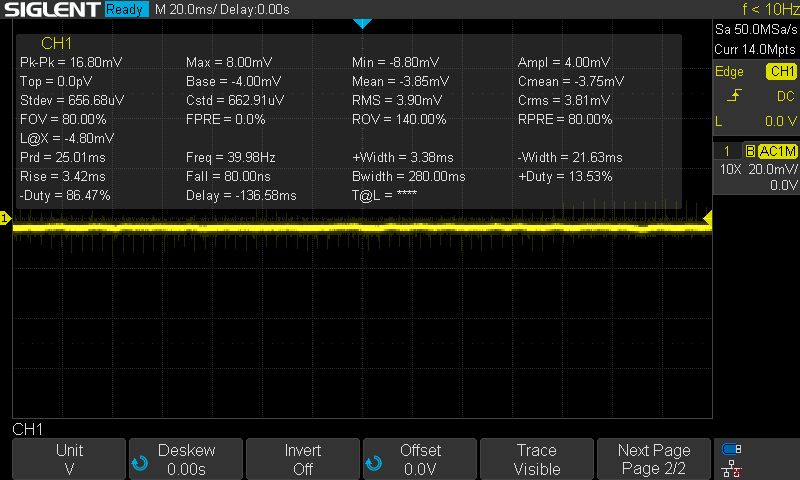 SIGLENT Ready M 20.0ms/ Delay:0.00s f < 10Hz
Sa 50.0MSa/s
Curr 14.0Mpts
Edge CH1
DC
L 0.0 V
1 B AC1M
10X 20.0mV/
0.0V
CH1
Pk-Pk = 16.80mV Max = 8.00mV Min = -8.80mV Ampl = 4.00mV
Top = 0.0pV Base = -4.00mV Mean = -3.85mV Cmean = -3.75mV
Stdev = 656.68uV Cstd = 662.91uV RMS = 3.90mV Crms = 3.81mV
FOV = 80.00% FPRE = 0.0% ROV = 140.00% RPRE = 80.00%
L@X = -4.80mV
Prd = 25.01ms Freq = 39.98Hz +Width = 3.38ms -Width = 21.63ms
Rise = 3.42ms Fall = 80.00ns Bwidth = 280.00ms +Duty = 13.53%
-Duty = 86.47% Delay = -136.58ms T@L = ****
1
CH1
Unit Deskew Invert Offset Trace Next Page
V 0.00s Off 0.0V Visible Page 2/2